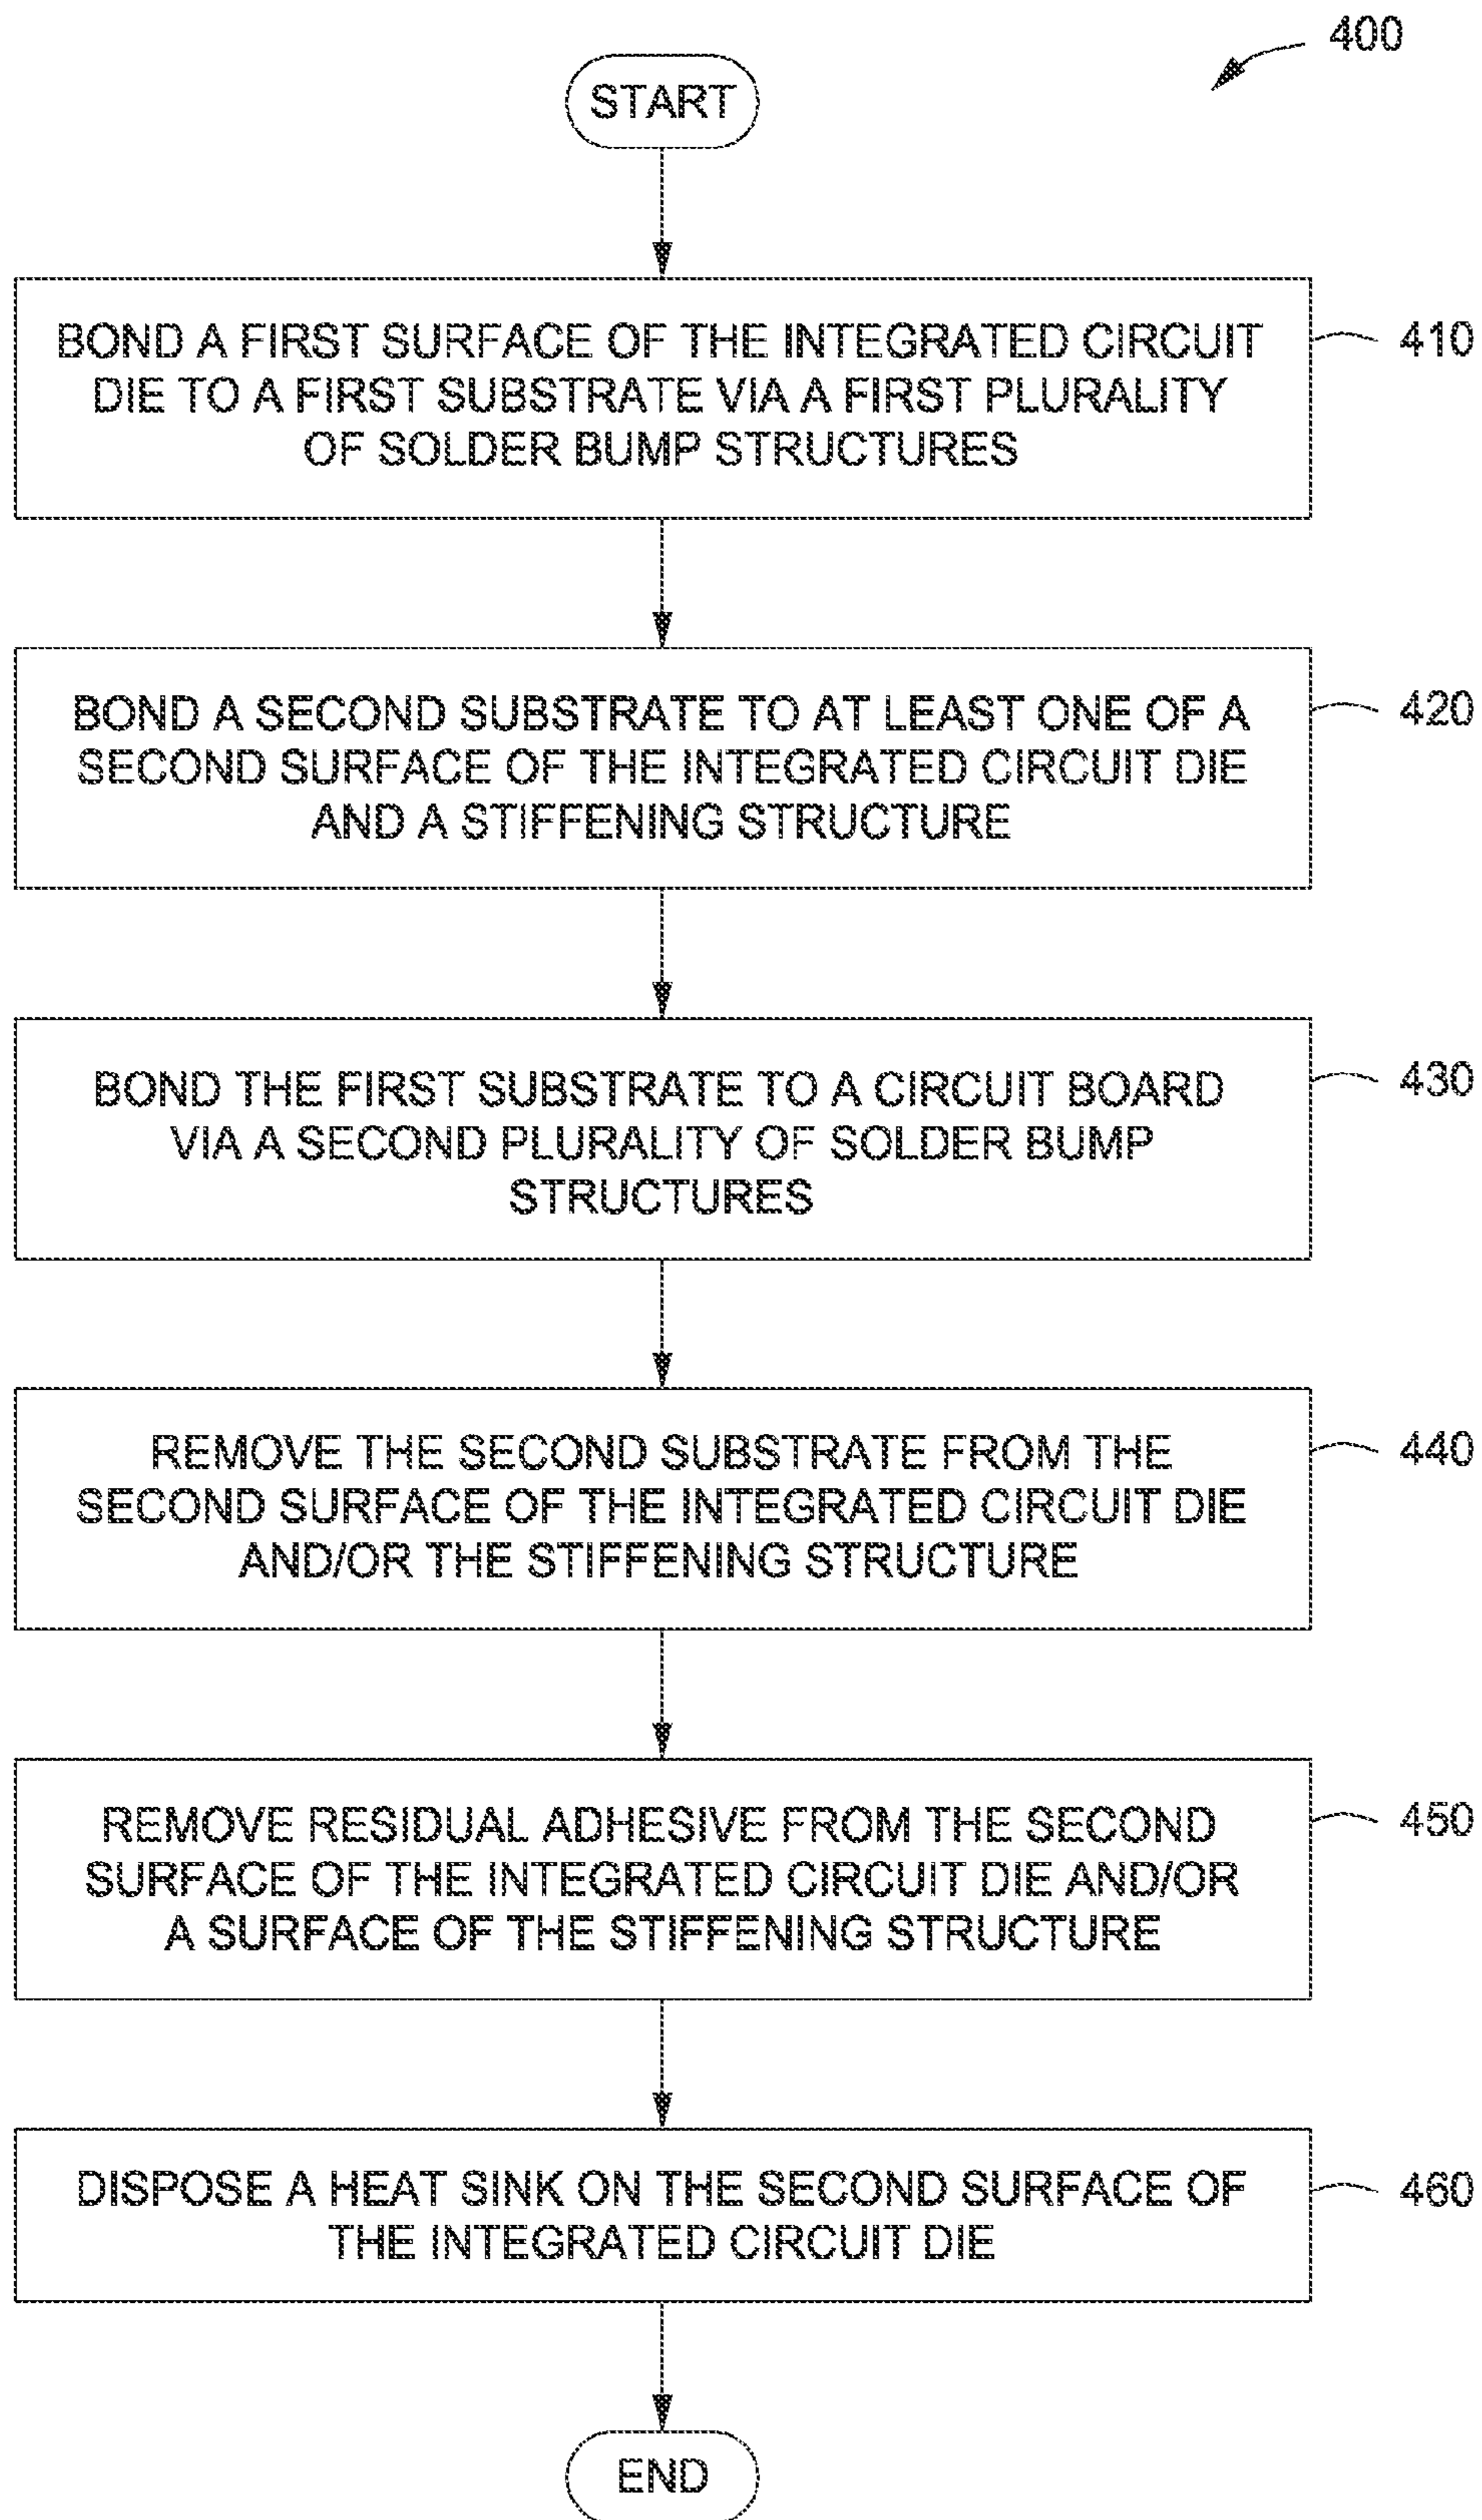 400
START
BOND A FIRST SURFACE OF THE INTEGRATED CIRCUIT
DIE TO A FIRST SUBSTRATE VIA A FIRST PLURALITY
OF SOLDER BUMP STRUCTURES
410
BOND A SECOND SUBSTRATE TO AT LEAST ONE OF A
SECOND SURFACE OF THE INTEGRATED CIRCUIT DIE
AND A STIFFENING STRUCTURE
420
BOND THE FIRST SUBSTRATE TO A CIRCUIT BOARD
VIA A SECOND PLURALITY OF SOLDER BUMP
STRUCTURES
430
REMOVE THE SECOND SUBSTRATE FROM THE
SECOND SURFACE OF THE INTEGRATED CIRCUIT DIE
AND/OR THE STIFFENING STRUCTURE
440
REMOVE RESIDUAL ADHESIVE FROM THE SECOND
SURFACE OF THE INTEGRATED CIRCUIT DIE AND/OR
A SURFACE OF THE STIFFENING STRUCTURE
450
DISPOSE A HEAT SINK ON THE SECOND SURFACE OF
THE INTEGRATED CIRCUIT DIE
460
END